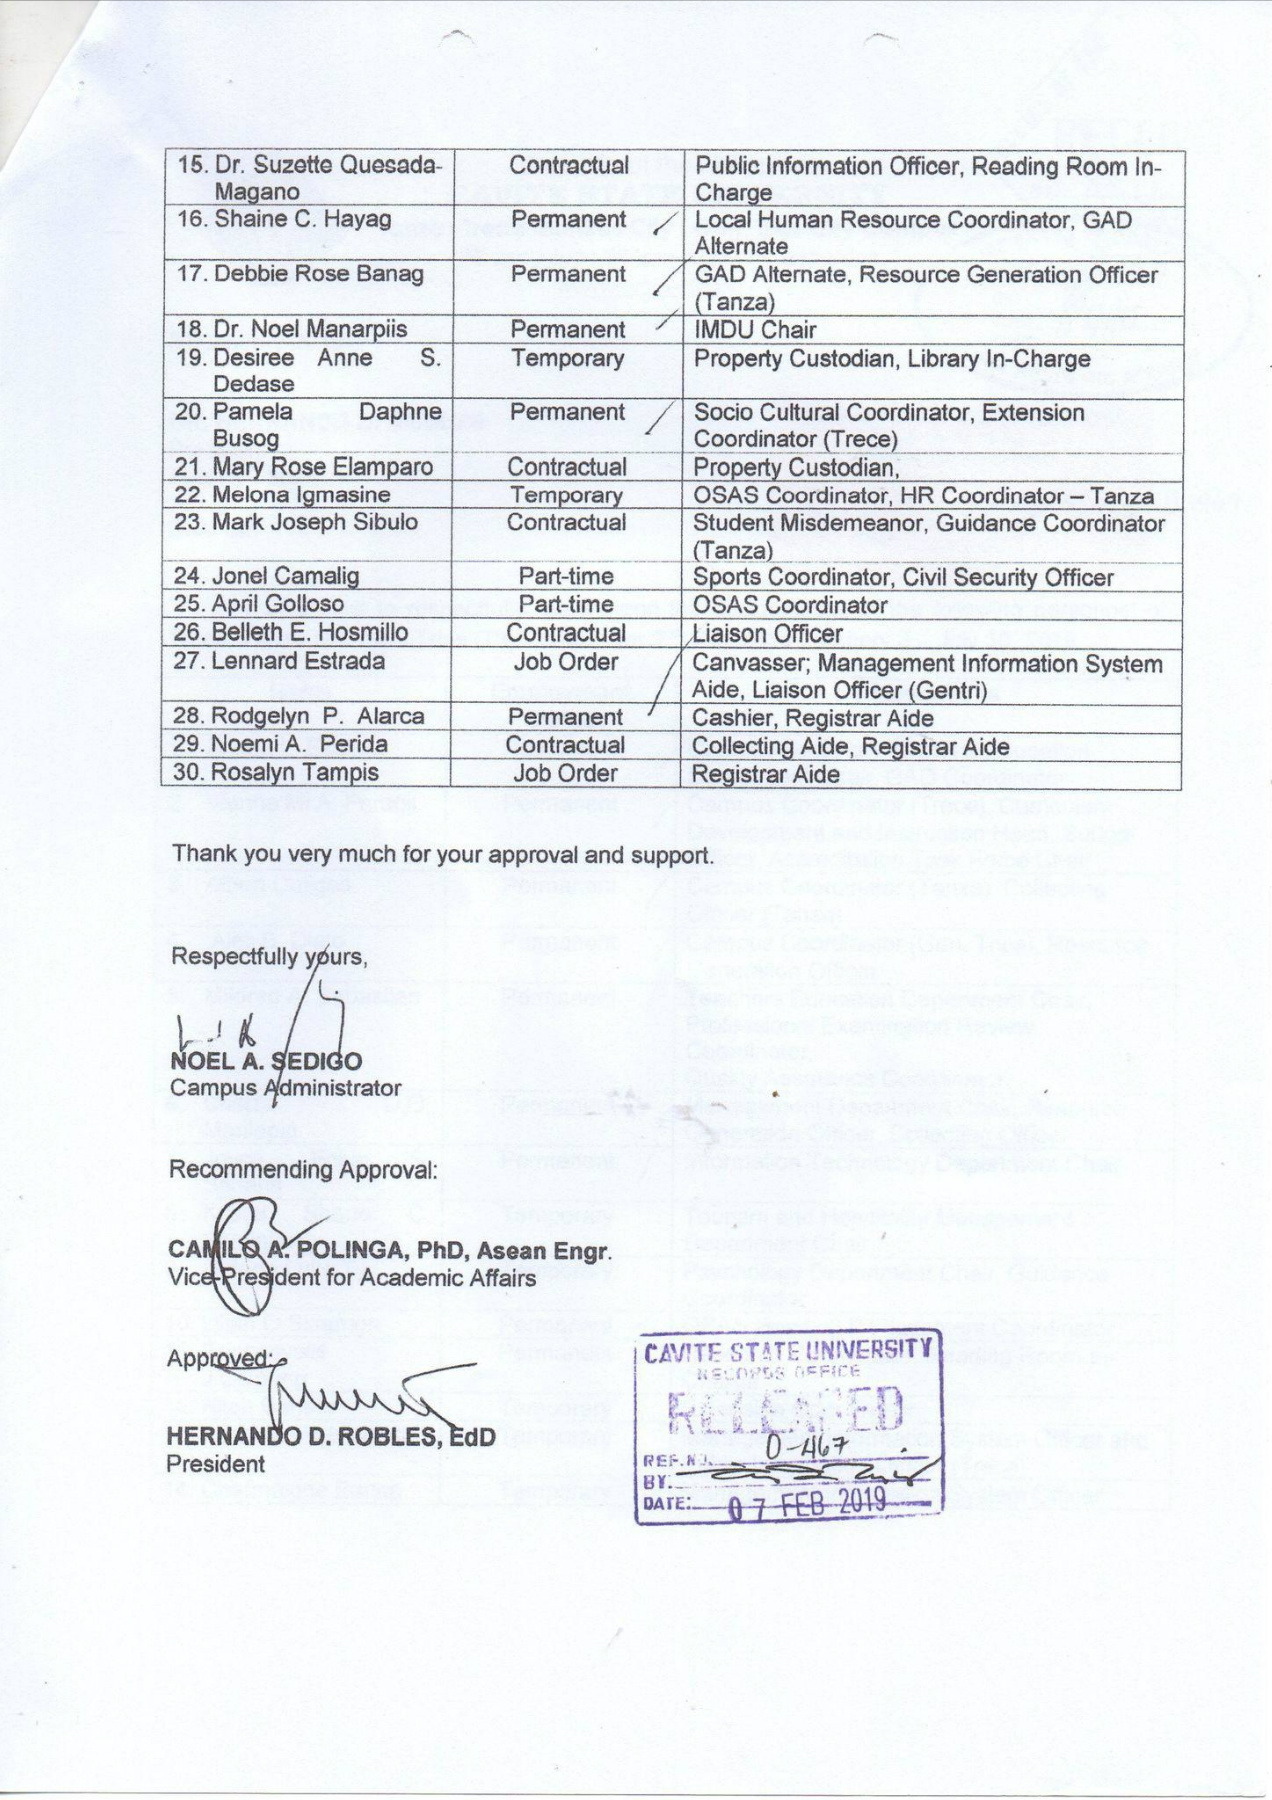 15. Dr. Suzette Quesada- Contractual Public Information Officer, Reading Room In-
Magano Charge
16. Shaine C. Hayag Permanent Local Human Resource Coordinator, GAD
Alternate
17. Debbie Rose Banag Permanent GAD Alternate, Resource Generation Officer
(Tanza)
18. Dr. Noel Manarpiis Permanent IMDU Chair
19. Desiree Anne S. Temporary Property Custodian, Library In-Charge
Dedase
20. Pamela Daphne Permanent Socio Cultural Coordinator, Extension
Busog Coordinator (Trece)
21. Mary Rose Elamparo Contractual Property Custodian,
22. Melona Igmasine Temporary OSAS Coordinator, HR Coordinator – Tanza
23. Mark Joseph Sibulo Contractual Student Misdemeanor, Guidance Coordinator
(Tanza)
24. Jonel Camalig Part-time Sports Coordinator, Civil Security Officer
25. April Golloso Part-time OSAS Coordinator
26. Belleth E. Hosmillo Contractual Liaison Officer
27. Lennard Estrada Job Order Canvasser; Management Information System
Aide, Liaison Officer (Gentri)
28. Rodgelyn P. Alarca Permanent Cashier, Registrar Aide
29. Noemi A. Perida Contractual Collecting Aide, Registrar Aide
30. Rosalyn Tampis Job Order Registrar Aide
Thank you very much for your approval and support.
Respectfully yours,
NOEL A. SEDIGO
Campus Administrator
Recommending Approval:
CAMILO A. POLINGA, PhD, Asean Engr.
Vice-President for Academic Affairs
Approved:
HERNANDO D. ROBLES, EdD
President
CAVITE STATE UNIVERSITY
RECORDS OFFICE
RELEASED
REF.NO. D-467
BY:
DATE: 07 FEB 2019